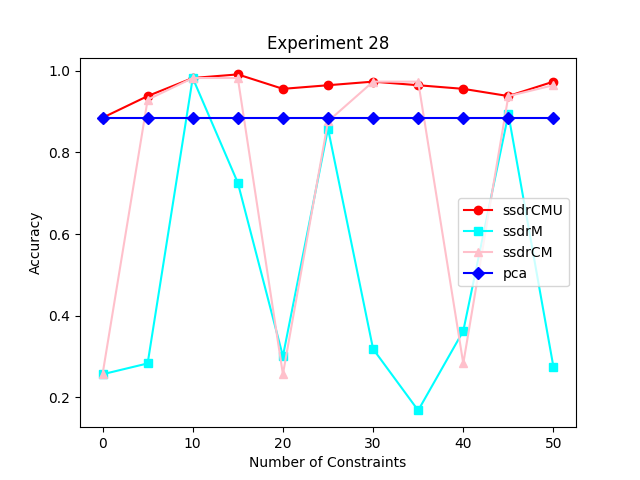 Experiment 28
1.0
0.8
0.6
0.4
0.2
Accuracy
0 10 20 30 40 50
Number of Constraints
ssdrCMU
ssdrM
ssdrCM
pca